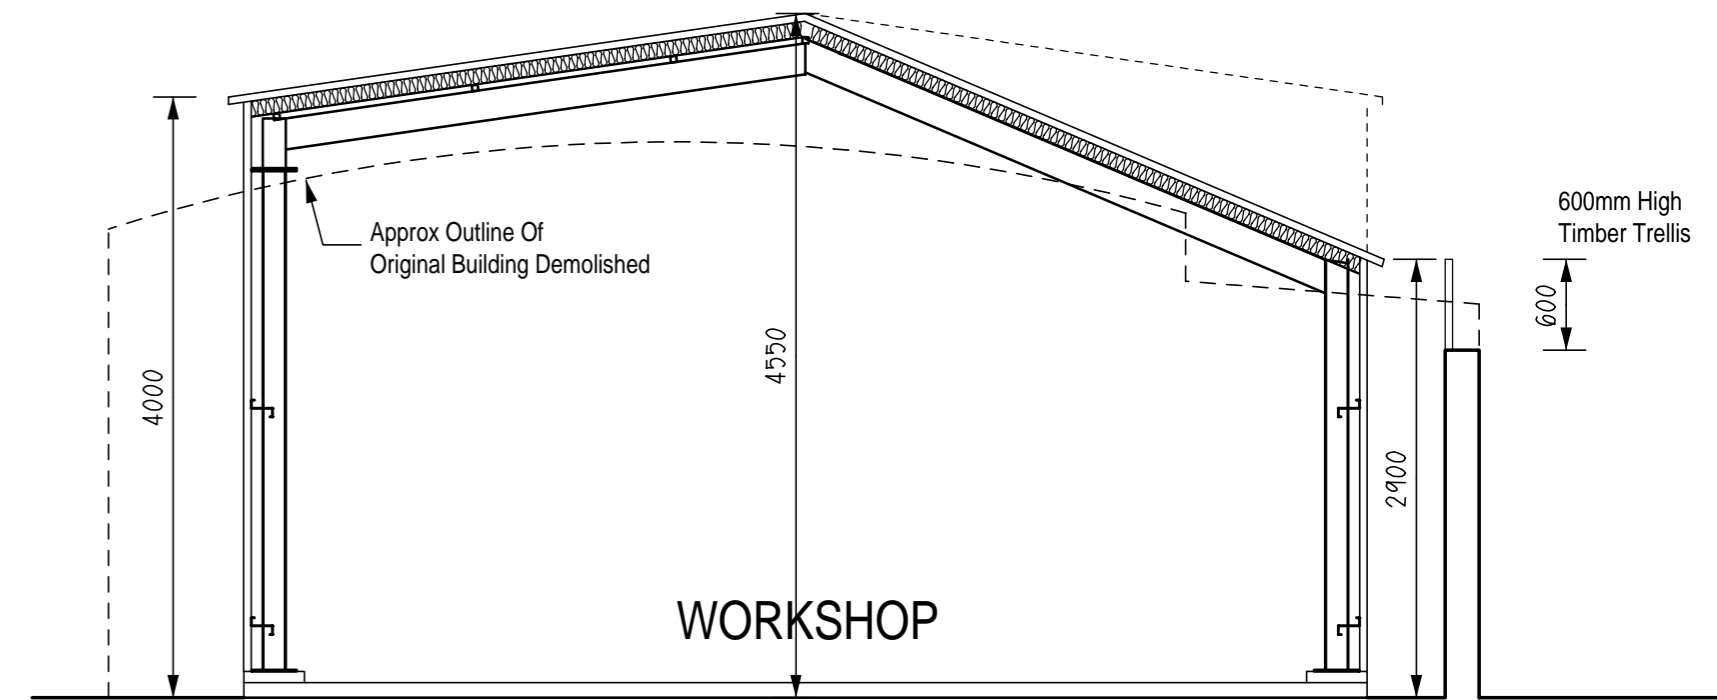 600mm High
Timber Trellis
Approx Outline Of
Original Building Demolished
600
4550
4000
2900
WORKSHOP